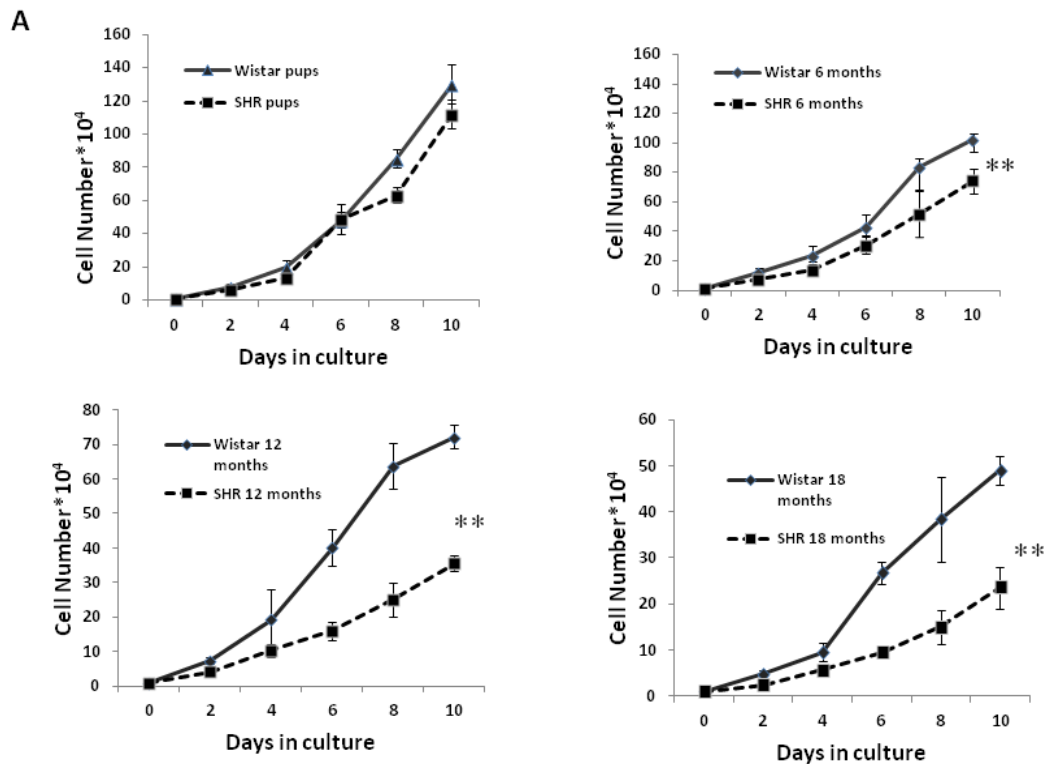 A
160
140
120
100
80
60
40
20
0
Cell Number*10⁴
Wistar pups
SHR pups
0 2 4 6 8 10
Days in culture
160
140
120
100
80
60
40
20
0
Cell Number*10⁴
Wistar 6 months
SHR 6 months
**
0 2 4 6 8 10
Days in culture
80
70
60
50
40
30
20
10
0
Cell Number*10⁴
Wistar 12
months
SHR 12 months
**
0 2 4 6 8 10
Days in culture
60
50
40
30
20
10
0
Cell Number*10⁴
Wistar 18
months
SHR 18 months
**
0 2 4 6 8 10
Days in culture